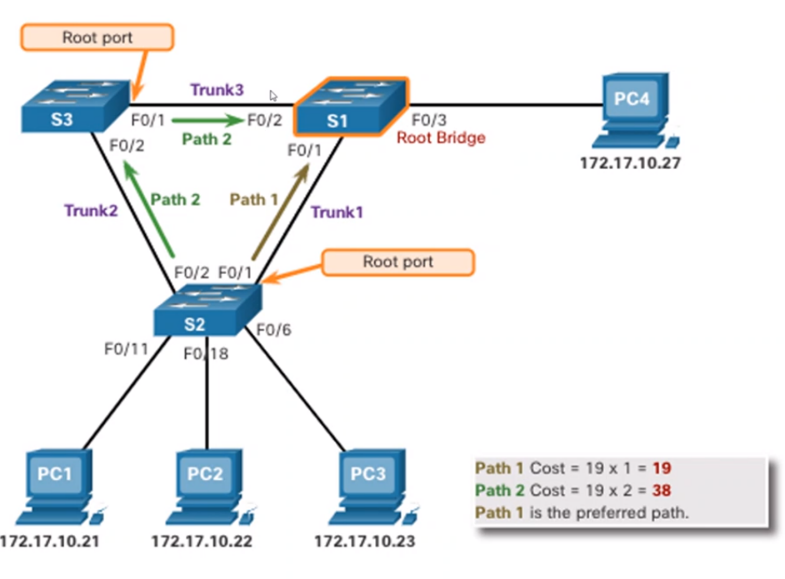 Root port
Trunk3
S3
F0/1
Path 2
F0/2
S1
F0/3
Root Bridge
PC4
172.17.10.27
F0/2
F0/1
Trunk2
Path 2
Path 1
Trunk1
Root port
F0/2
F0/1
S2
F0/11
F0/18
F0/6
PC1
PC2
PC3
172.17.10.21
172.17.10.22
172.17.10.23
Path 1 Cost = 19 x 1 = 19
Path 2 Cost = 19 x 2 = 38
Path 1 is the preferred path.